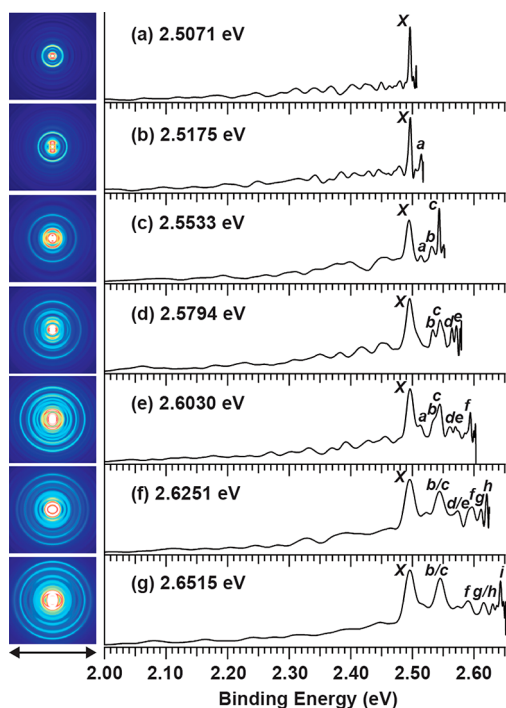 (a) 2.5071 eV
X
(b) 2.5175 eV
X
a
(c) 2.5533 eV
X
a
b
c
(d) 2.5794 eV
X
b
c
d
e
(e) 2.6030 eV
X
a
b
c
de
f
(f) 2.6251 eV
X
b/c
d/e
f
g
h
(g) 2.6515 eV
X
b/c
f
g/h
i
2.00 2.10 2.20 2.30 2.40 2.50 2.60
Binding Energy (eV)